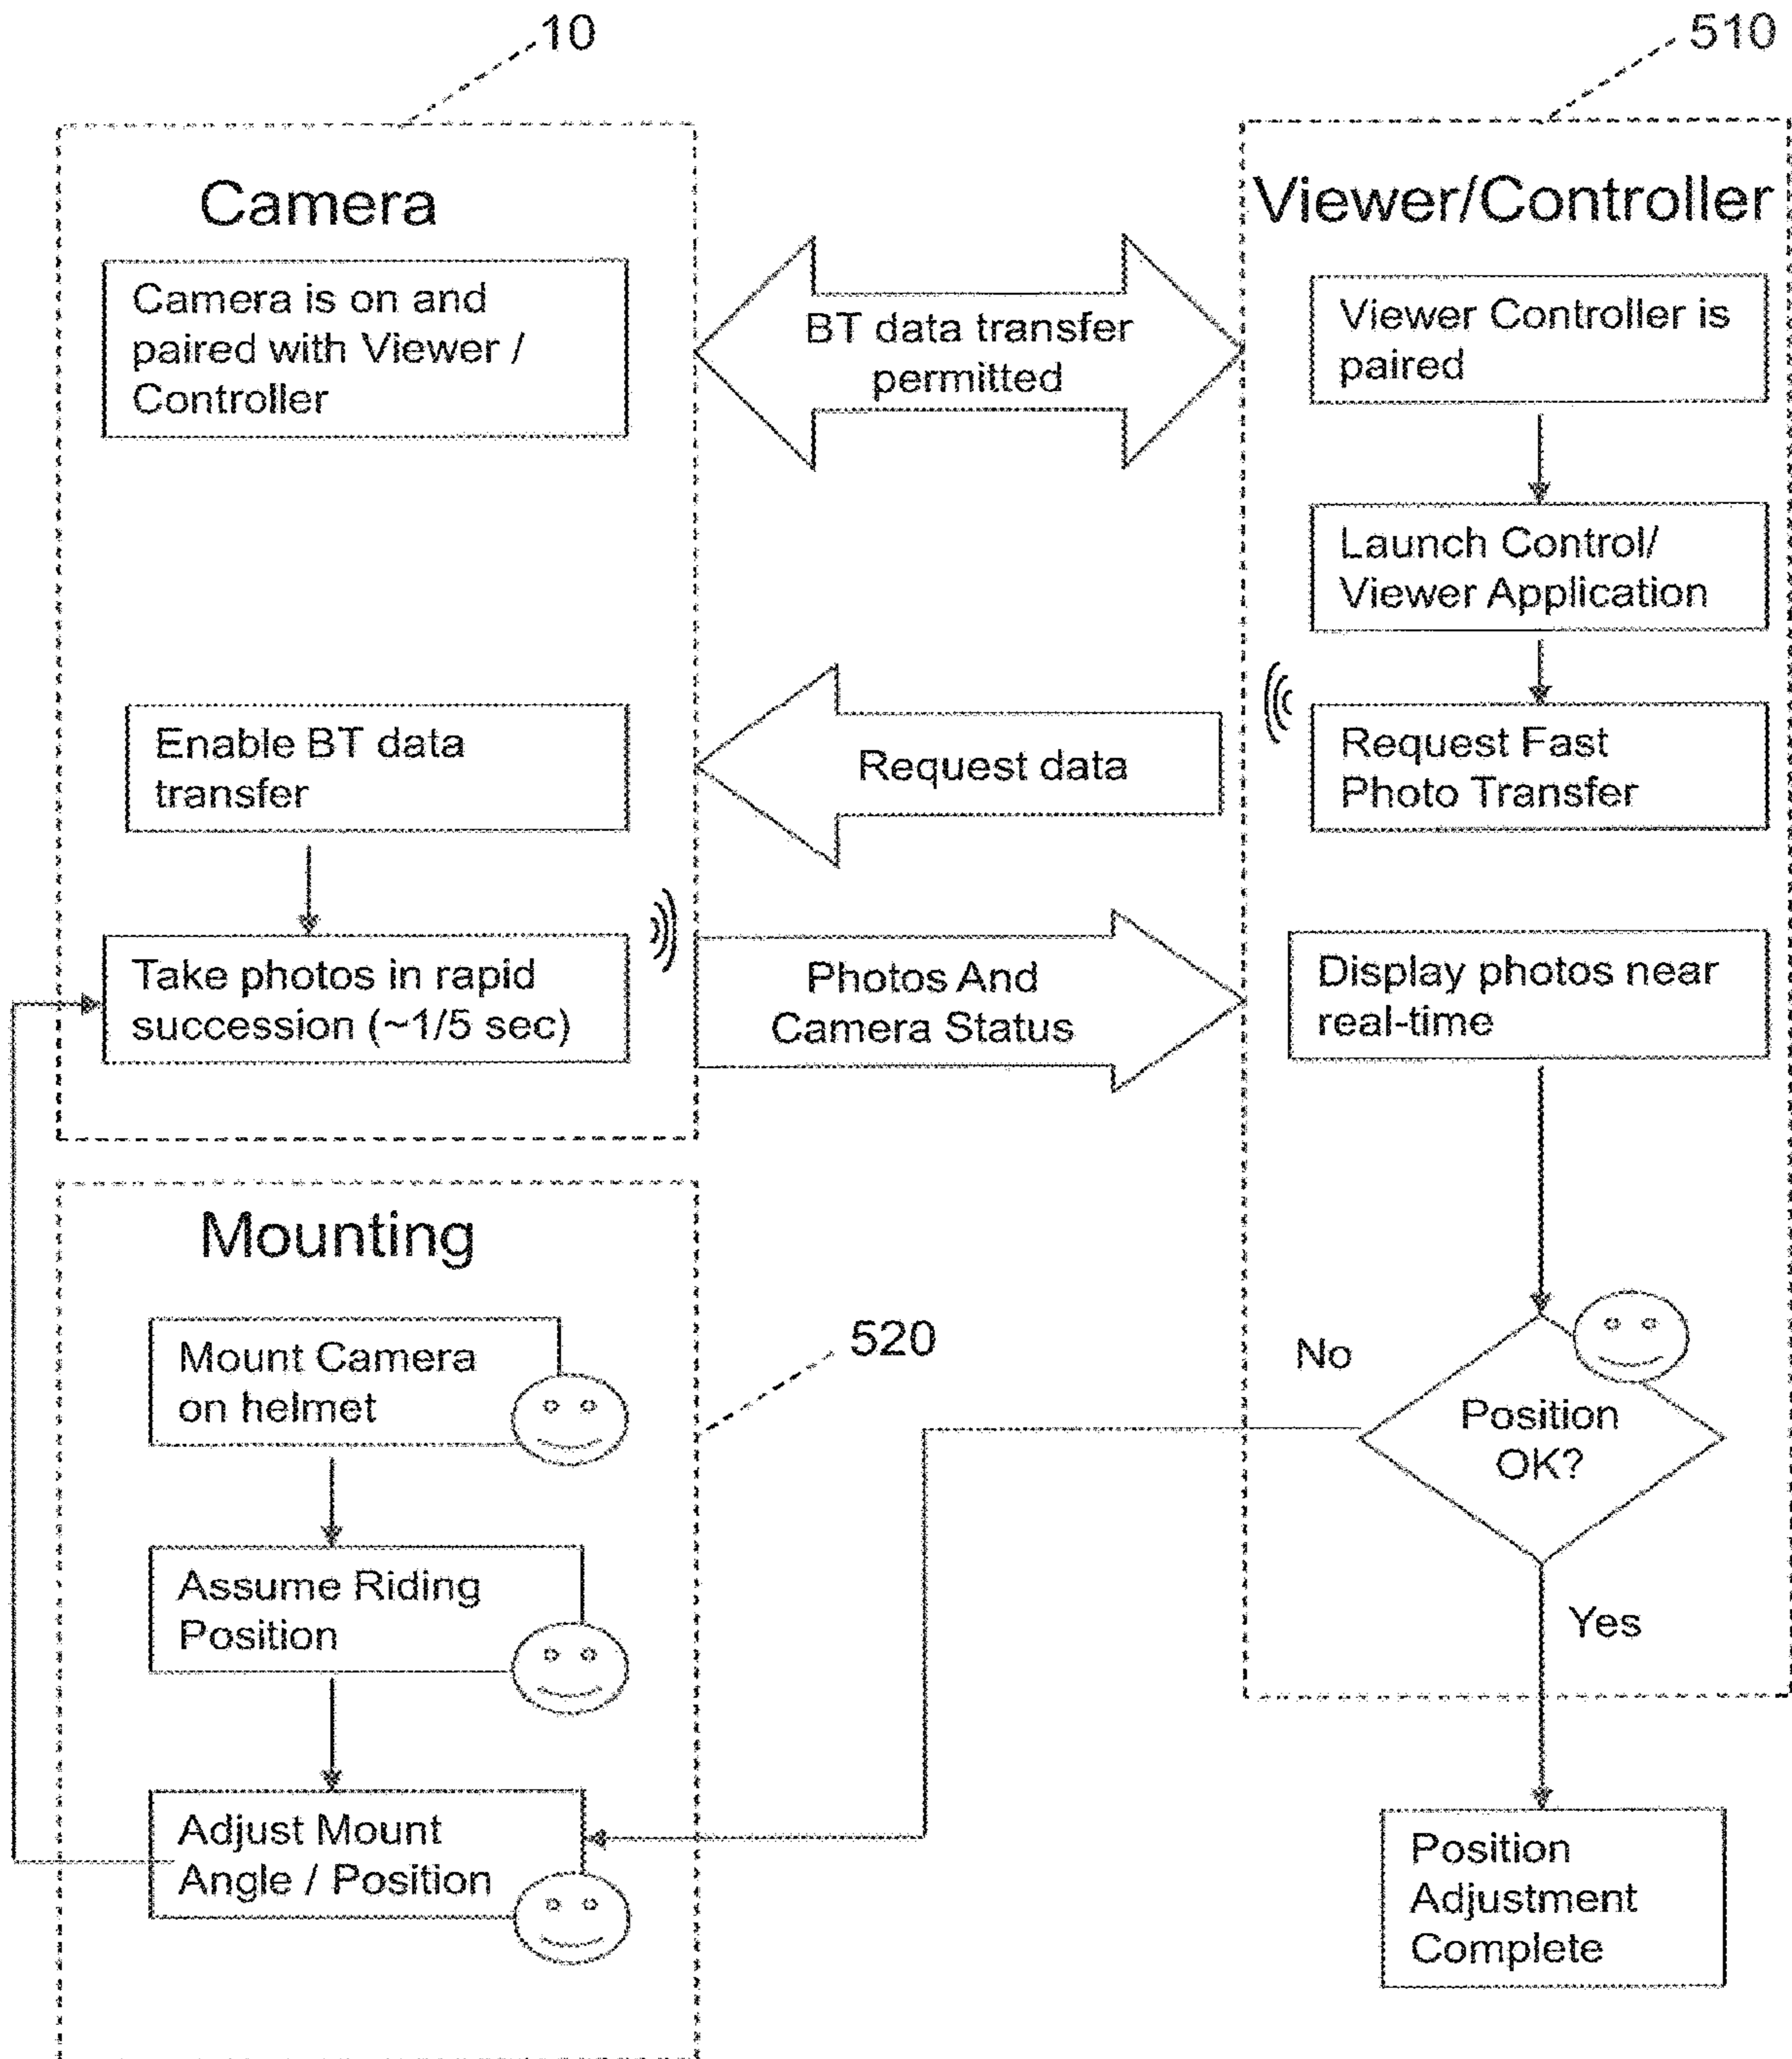 10
510
Camera
Viewer/Controller
Camera is on and
paired with Viewer /
Controller
BT data transfer
permitted
Viewer Controller is
paired
Launch Control/
Viewer Application
Enable BT data
transfer
Request data
Request Fast
Photo Transfer
Take photos in rapid
succession (~1/5 sec)
Photos And
Camera Status
Display photos near
real-time
Mounting
520
Mount Camera
on helmet
No
Position
OK?
Assume Riding
Position
Yes
Adjust Mount
Angle / Position
Position
Adjustment
Complete